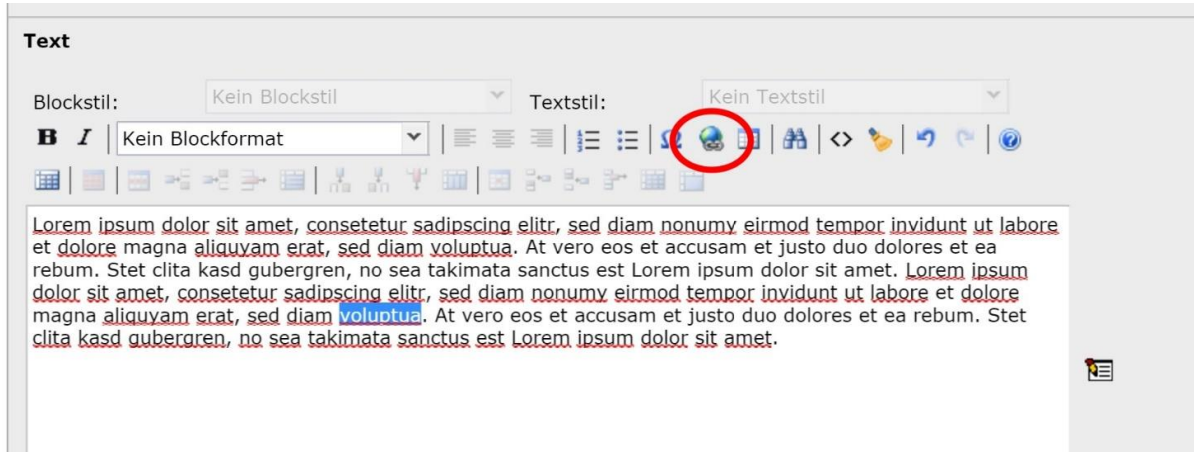 Text
Blockstil: Kein Blockstil Textstil: Kein Textstil
B I Kein Blockformat Ω
Lorem ipsum dolor sit amet, consetetur sadipscing elitr, sed diam nonumy eirmod tempor invidunt ut labore
et dolore magna aliquyam erat, sed diam voluptua. At vero eos et accusam et justo duo dolores et ea
rebum. Stet clita kasd gubergren, no sea takimata sanctus est Lorem ipsum dolor sit amet. Lorem ipsum
dolor sit amet, consetetur sadipscing elitr, sed diam nonumy eirmod tempor invidunt ut labore et dolore
magna aliquyam erat, sed diam voluptua. At vero eos et accusam et justo duo dolores et ea rebum. Stet
clita kasd gubergren, no sea takimata sanctus est Lorem ipsum dolor sit amet.